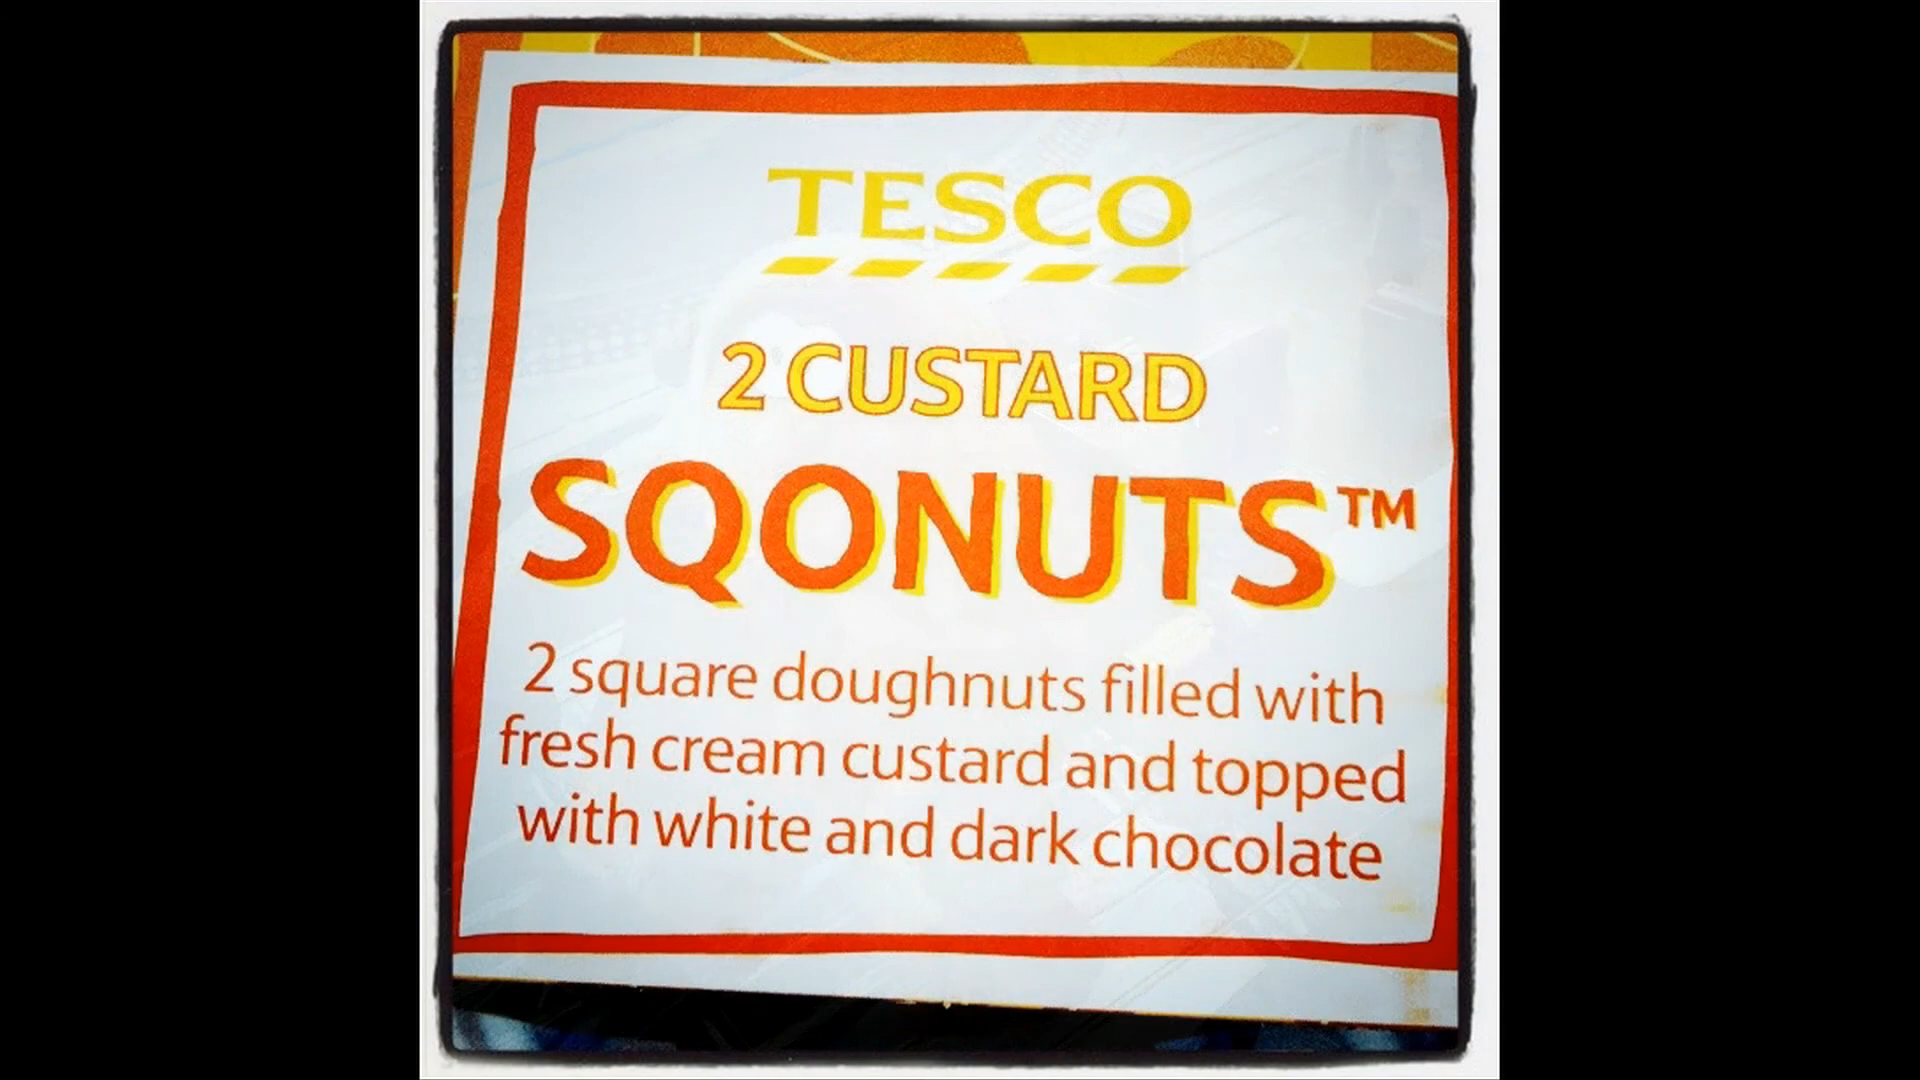 TESCO
2 CUSTARD
SQONUTS™
2 square doughnuts filled with
fresh cream custard and topped
with white and dark chocolate